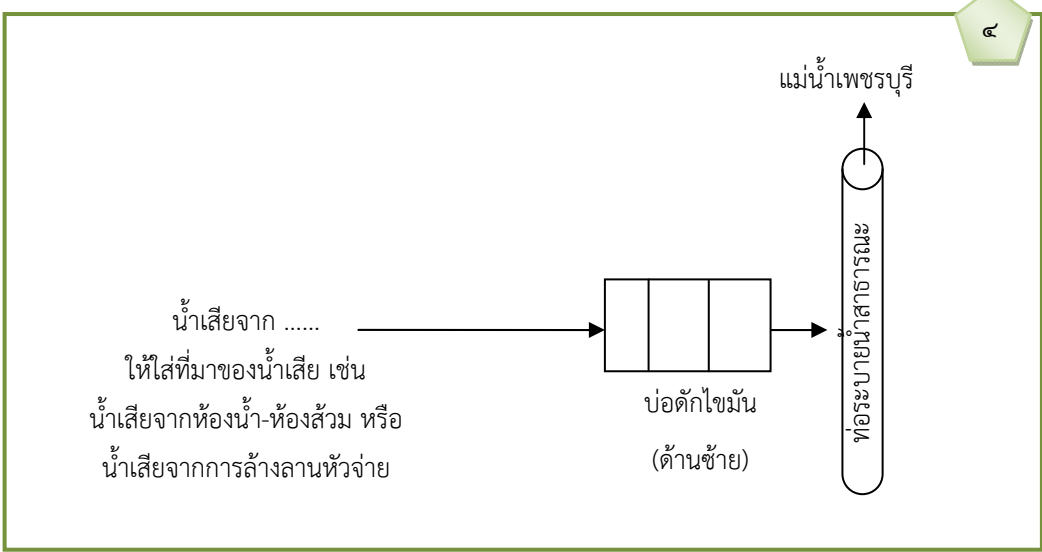 ๔
แม่น้ำเพชรบุรี
ท่อระบายน้ำสาธารณะ
น้ำเสียจาก ......
ให้ใส่ที่มาของน้ำเสีย เช่น
น้ำเสียจากห้องน้ำ-ห้องส้วม หรือ
น้ำเสียจากการล้างลานหัวจ่าย
บ่อดักไขมัน
(ด้านซ้าย)